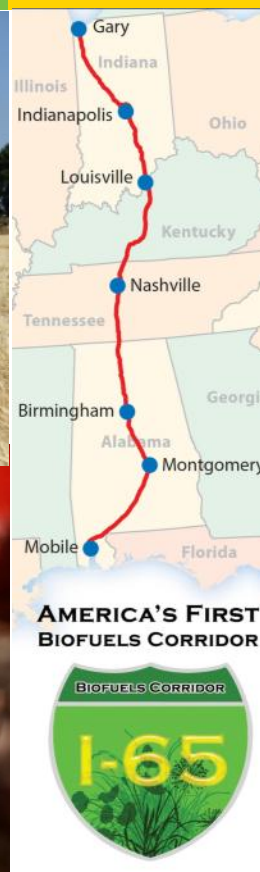 Gary
Indiana
Illinois
Indianapolis
Ohio
Louisville
Kentucky
Nashville
Tennessee
Georgi
Birmingham
Alabama
Montgomery
Mobile
Florida
AMERICA'S FIRST
BIOFUELS CORRIDOR
BIOFUELS CORRIDOR
I-65